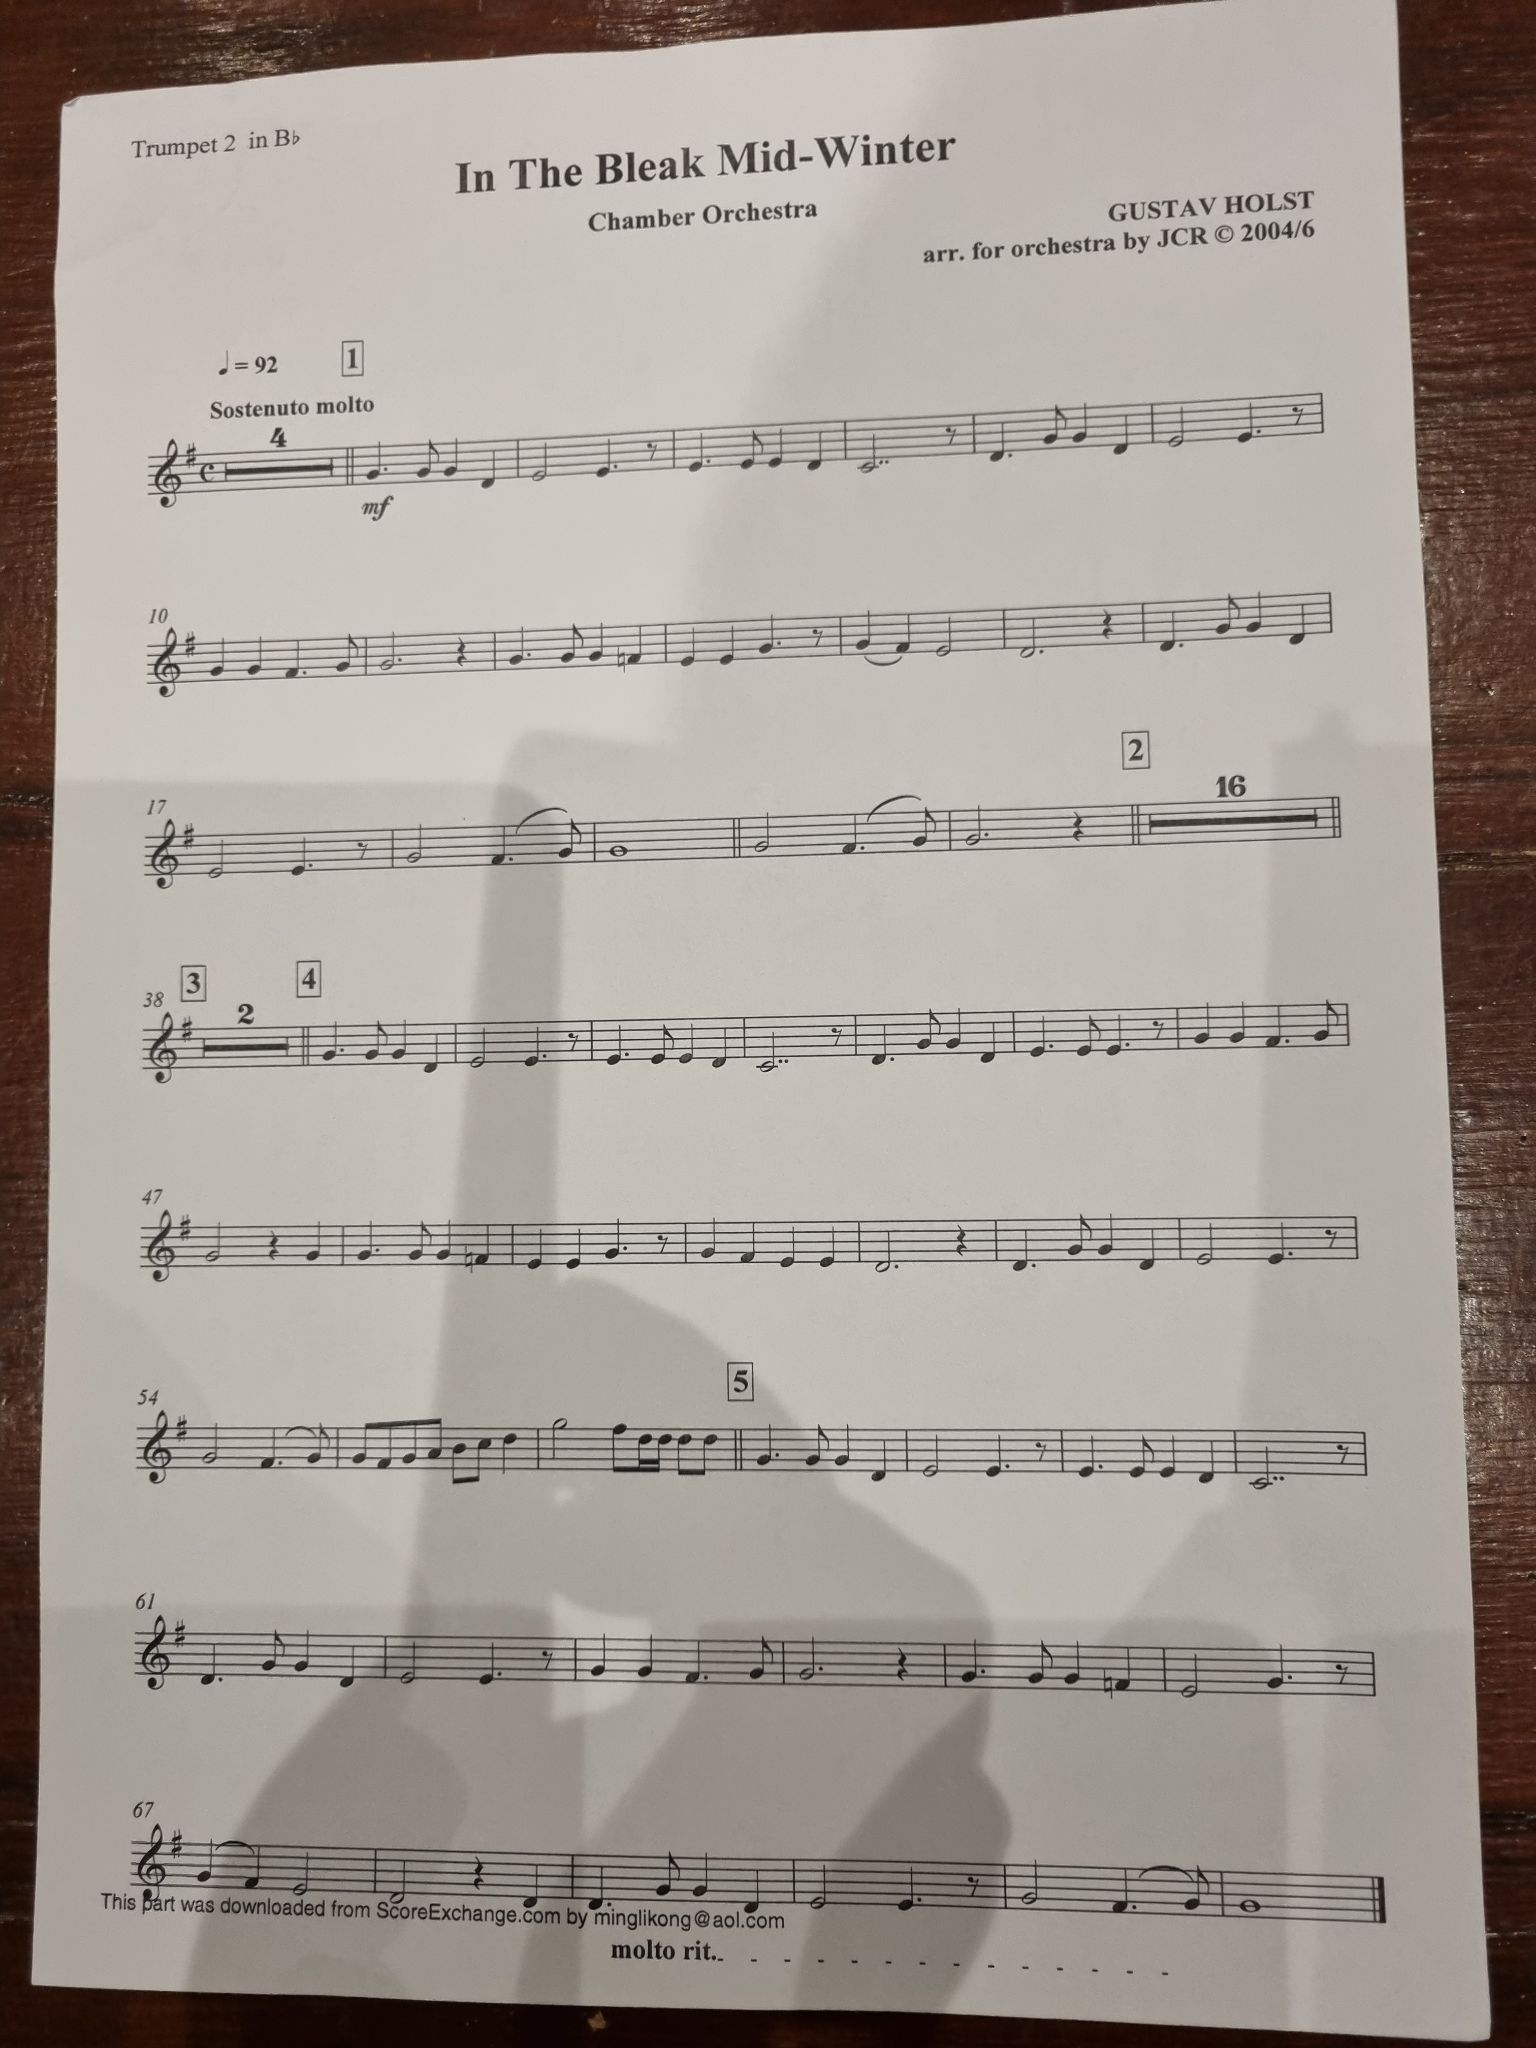 Trumpet 2 in B♭
In The Bleak Mid-Winter
Chamber Orchestra
GUSTAV HOLST
arr. for orchestra by JCR © 2004/6
♩ = 92
1
Sostenuto molto
4
mf
10
17
2
16
38
3
2
4
47
54
5
61
67
This part was downloaded from ScoreExchange.com by minglikong@aol.com
molto rit.